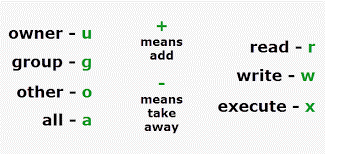 owner - u
group - g
other - o
all - a
+
means
add
-
means
take
away
read - r
write - w
execute - x